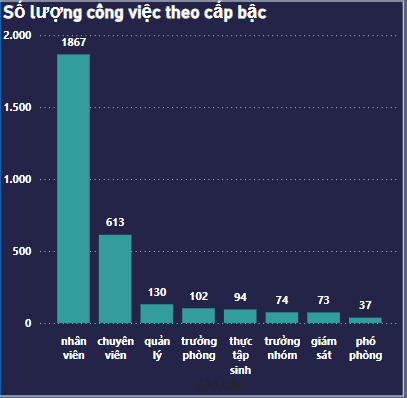 Số lượng công việc theo cấp bậc
2.000
1867
1.500
1.000
613
500
130
102
94
74
73
37
0
nhân viên
chuyên viên
quản lý
trưởng phòng
thực tập sinh
trưởng nhóm
giám sát
phó phòng